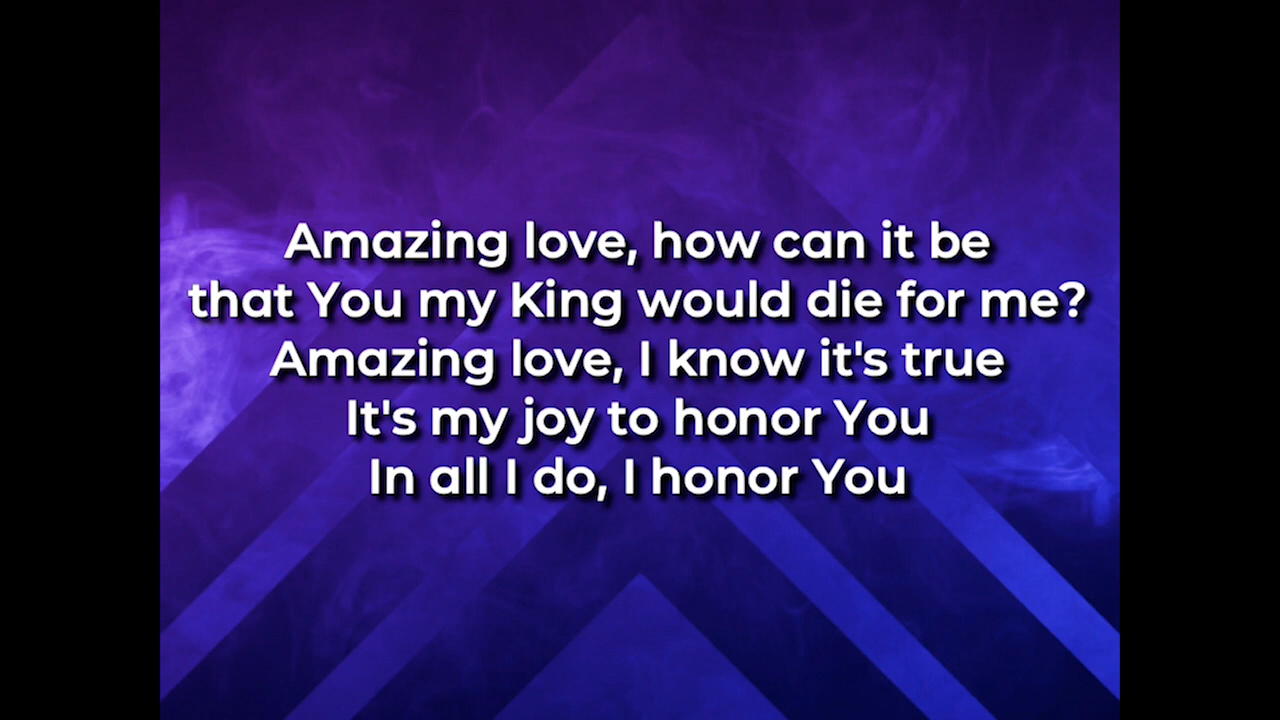 Amazing love, how can it be
that You my King would die for me?
Amazing love, I know it's true
It's my joy to honor You
In all I do, I honor You